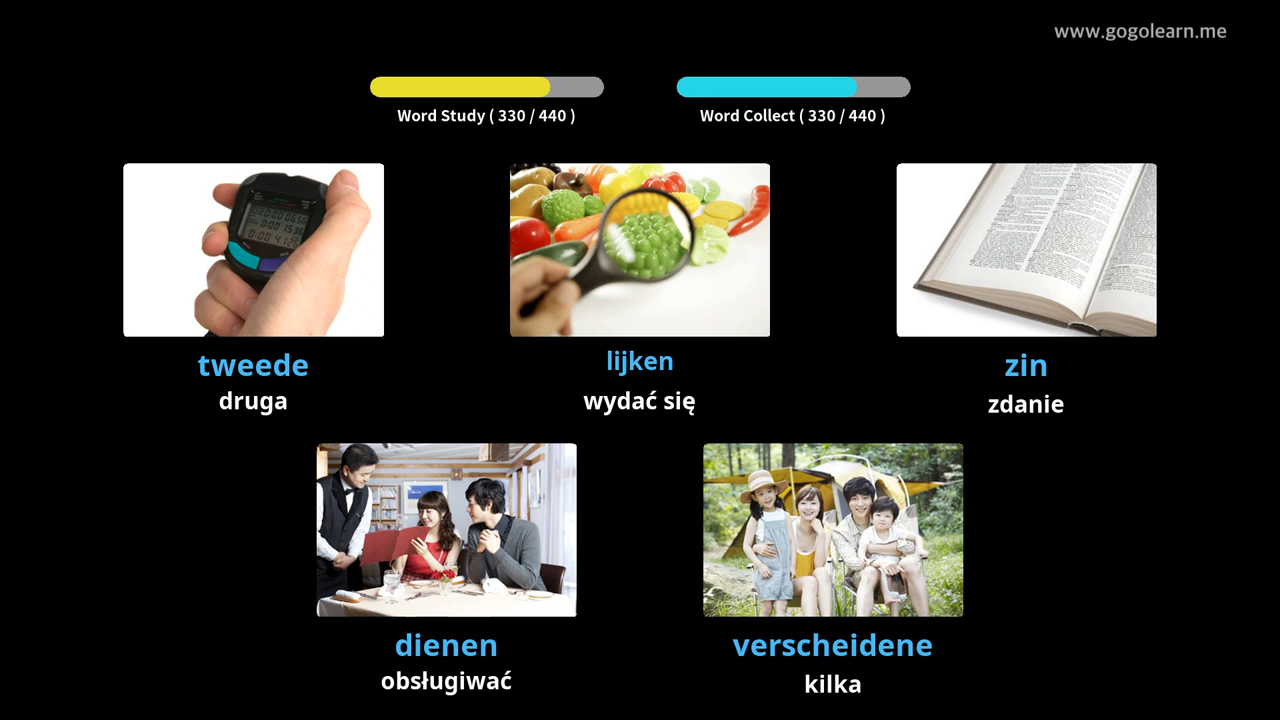 www.gogolearn.me
Word Study ( 330 / 440 )
Word Collect ( 330 / 440 )
tweede
druga
lijken
wydać się
zin
zdanie
dienen
obsługiwać
verscheidene
kilka